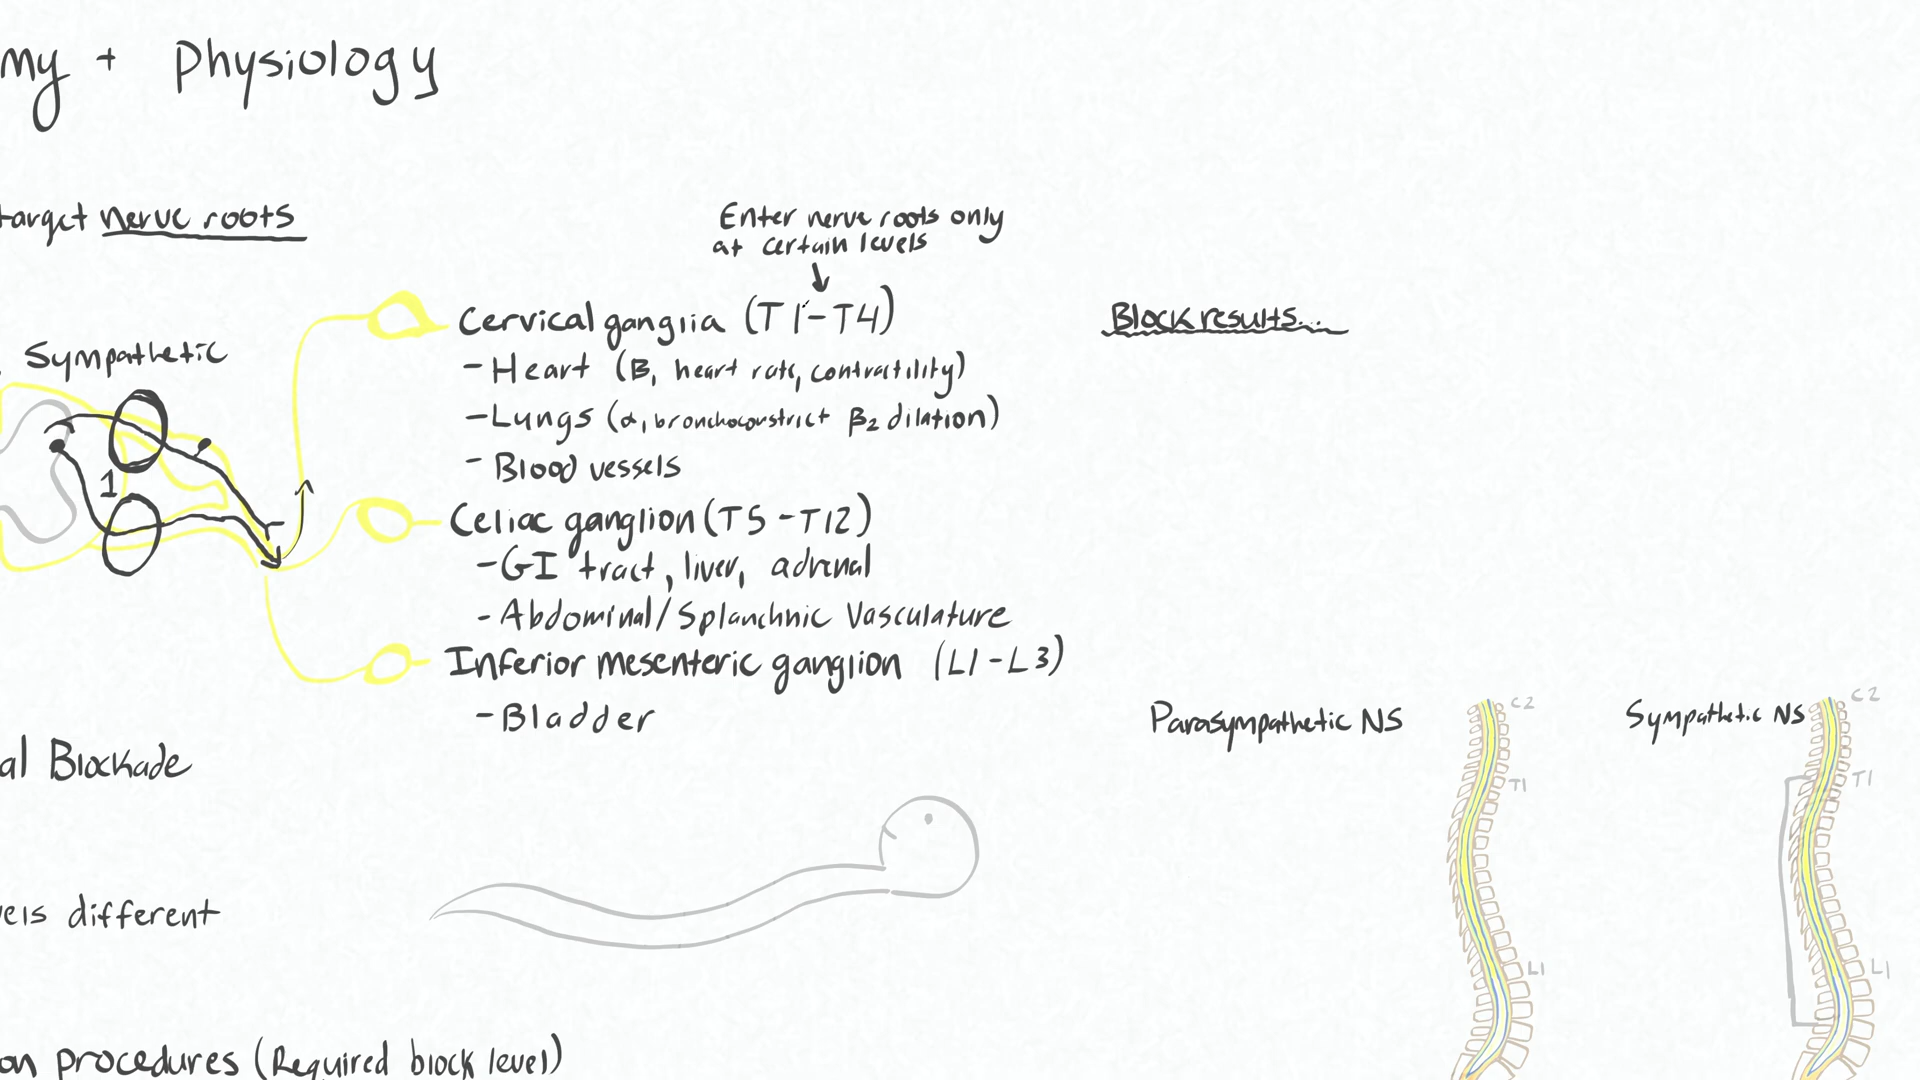 my + Physiology
target nerve roots
Enter nerve roots only
at certain levels
Sympathetic
Cervical ganglia (T1-T4)
Block results...
- Heart (B1 heart rate, contractility)
- Lungs (α1 bronchoconstrict β2 dilation)
- Blood vessels
1
Celiac ganglion (T5 - T12)
- GI tract, liver, adrenal
- Abdominal/Splanchnic Vasculature
Inferior mesenteric ganglion (L1-L3)
- Bladder
Parasympathetic NS
C2
T1
L1
Sympathetic NS
C2
T1
L1
al Blockade
els different
on procedures (Required block level)